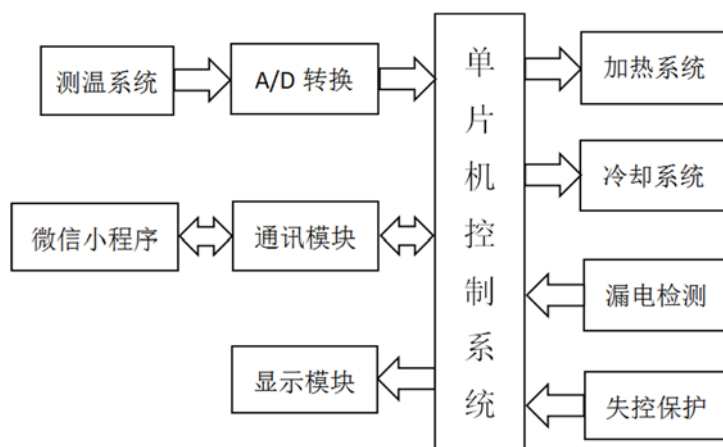 测温系统
A/D 转换
单片机控制系统
加热系统
冷却系统
微信小程序
通讯模块
漏电检测
显示模块
失控保护